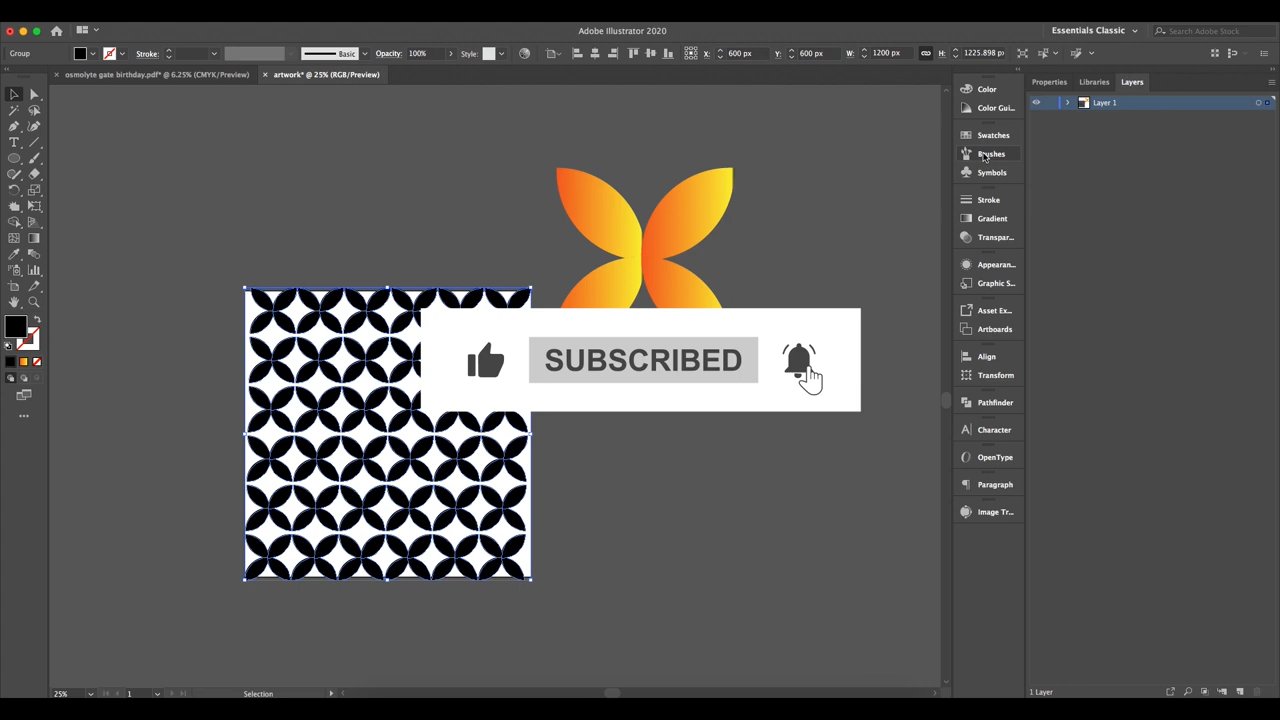 Adobe Illustrator 2020
Essentials Classic
Search Adobe Stock
Group
Stroke:
Basic
Opacity:
100%
Style:
X:
600 px
Y:
600 px
W:
1200 px
H:
1225.898 p
osmolyte gate birthday.pdf* @ 6.25% (CMYK/Preview)
artwork* @ 25% (RGB/Preview)
Color
Color Gui...
Swatches
Brushes
Symbols
Stroke
Gradient
Transpar...
Appearan...
Graphic S...
Asset Ex...
Artboards
Align
Transform
Pathfinder
Character
OpenType
Paragraph
Image Tr...
Properties
Libraries
Layers
Layer 1
SUBSCRIBED
25%
1
Selection
1 Layer